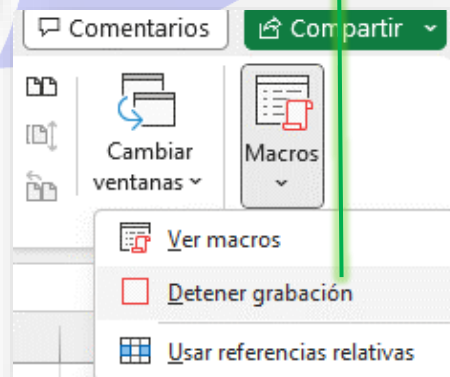 Comentarios
Compartir
Cambiar
ventanas
Macros
Ver macros
Detener grabación
Usar referencias relativas